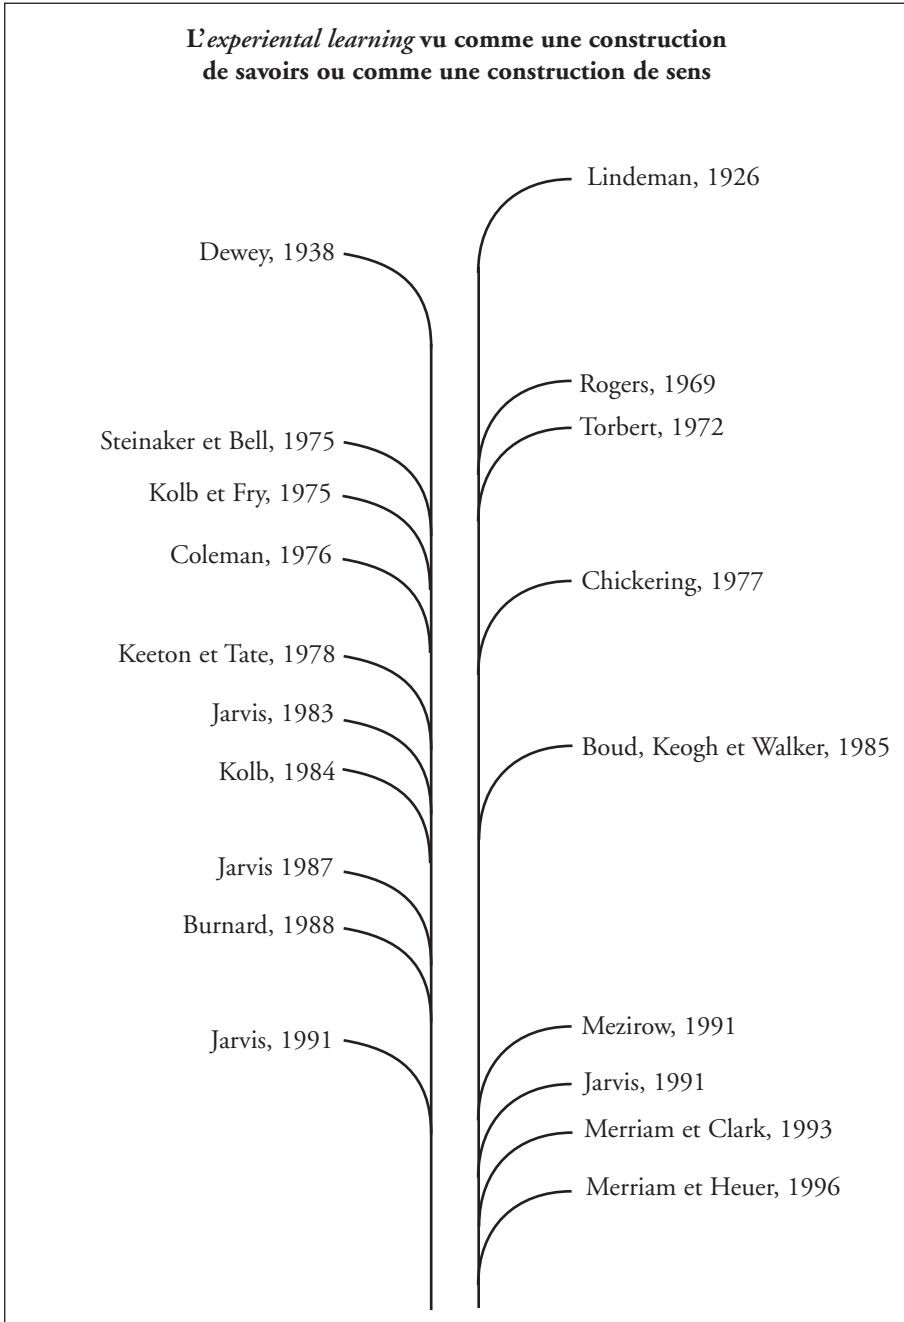 L'experiental learning vu comme une construction
de savoirs ou comme une construction de sens
Lindeman, 1926
Dewey, 1938
Rogers, 1969
Torbert, 1972
Steinaker et Bell, 1975
Kolb et Fry, 1975
Coleman, 1976
Chickering, 1977
Keeton et Tate, 1978
Jarvis, 1983
Boud, Keogh et Walker, 1985
Kolb, 1984
Jarvis 1987
Burnard, 1988
Mezirow, 1991
Jarvis, 1991
Jarvis, 1991
Merriam et Clark, 1993
Merriam et Heuer, 1996